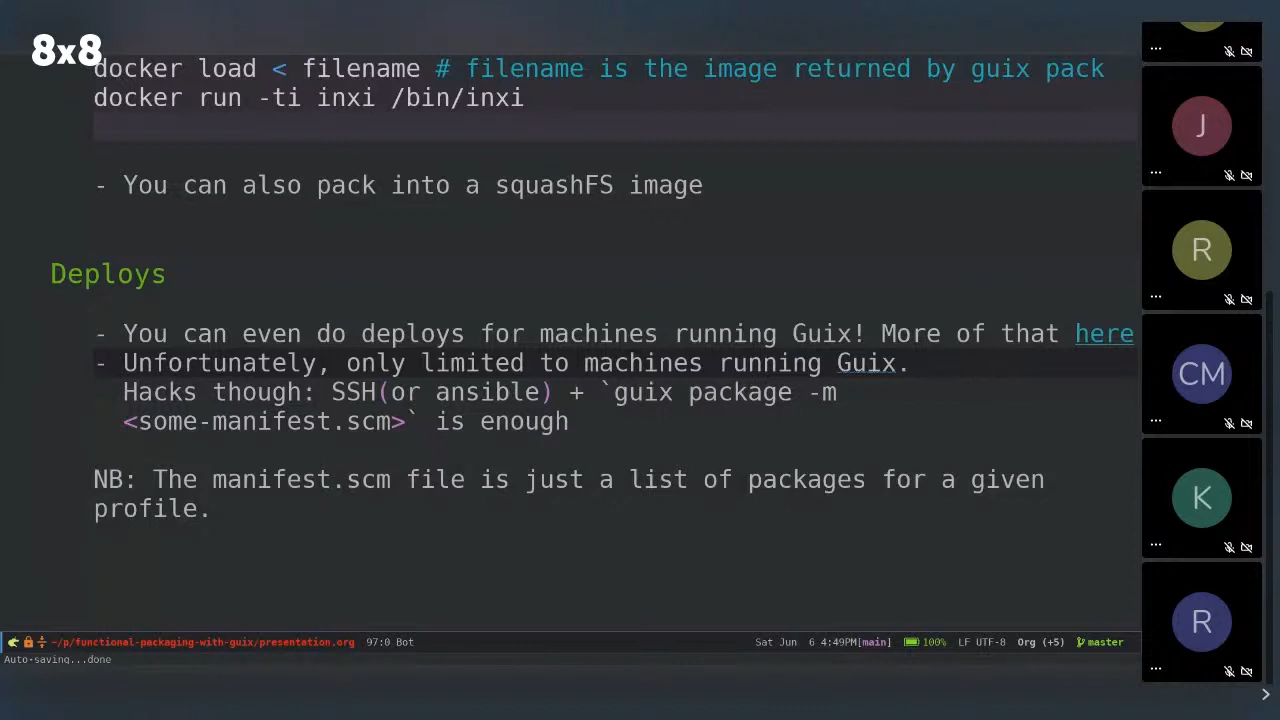 8x8
docker load < filename # filename is the image returned by guix pack
docker run -ti inxi /bin/inxi
- You can also pack into a squashFS image
Deploys
- You can even do deploys for machines running Guix! More of that here
- Unfortunately, only limited to machines running Guix.
Hacks though: SSH(or ansible) + `guix package -m
<some-manifest.scm>` is enough
NB: The manifest.scm file is just a list of packages for a given
profile.
~/p/functional-packaging-with-guix/presentation.org 97:0 Bot Sat Jun 6 4:49PM[main] 100% LF UTF-8 Org (+5) master
Auto-saving...done
J
R
CM
K
R